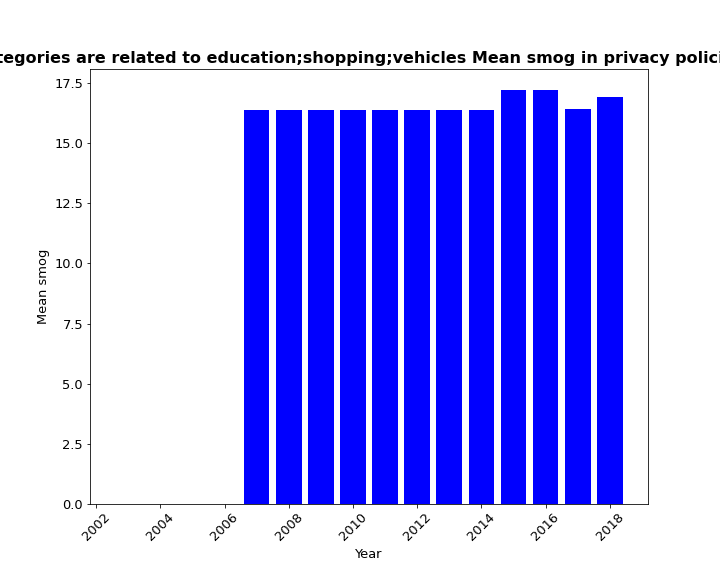 tegories are related to education;shopping;vehicles Mean smog in privacy polici
17.5
15.0
12.5
10.0
7.5
5.0
2.5
0.0
Mean smog
2002 2004 2006 2008 2010 2012 2014 2016 2018
Year